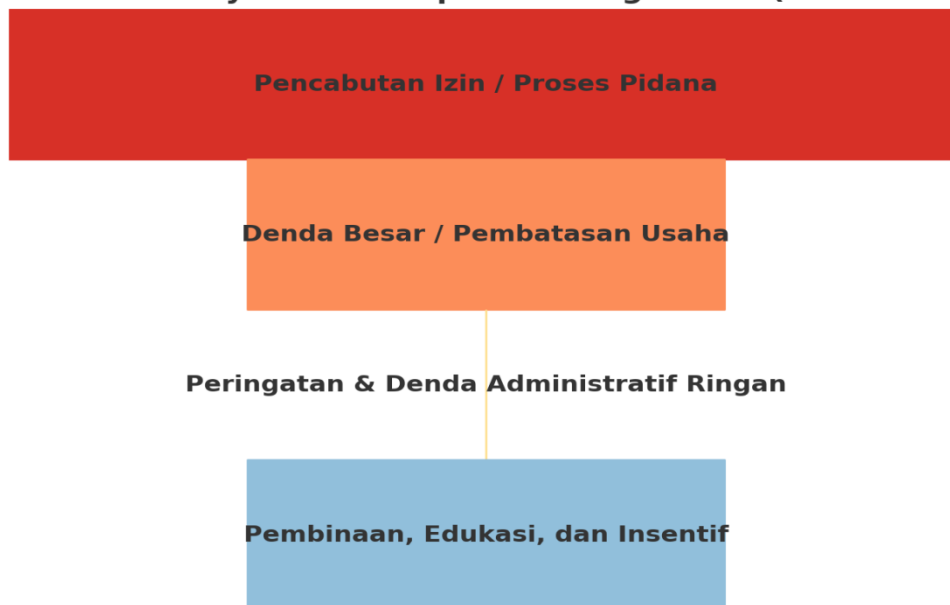 Pencabutan Izin / Proses Pidana
Denda Besar / Pembatasan Usaha
Peringatan & Denda Administratif Ringan
Pembinaan, Edukasi, dan Insentif